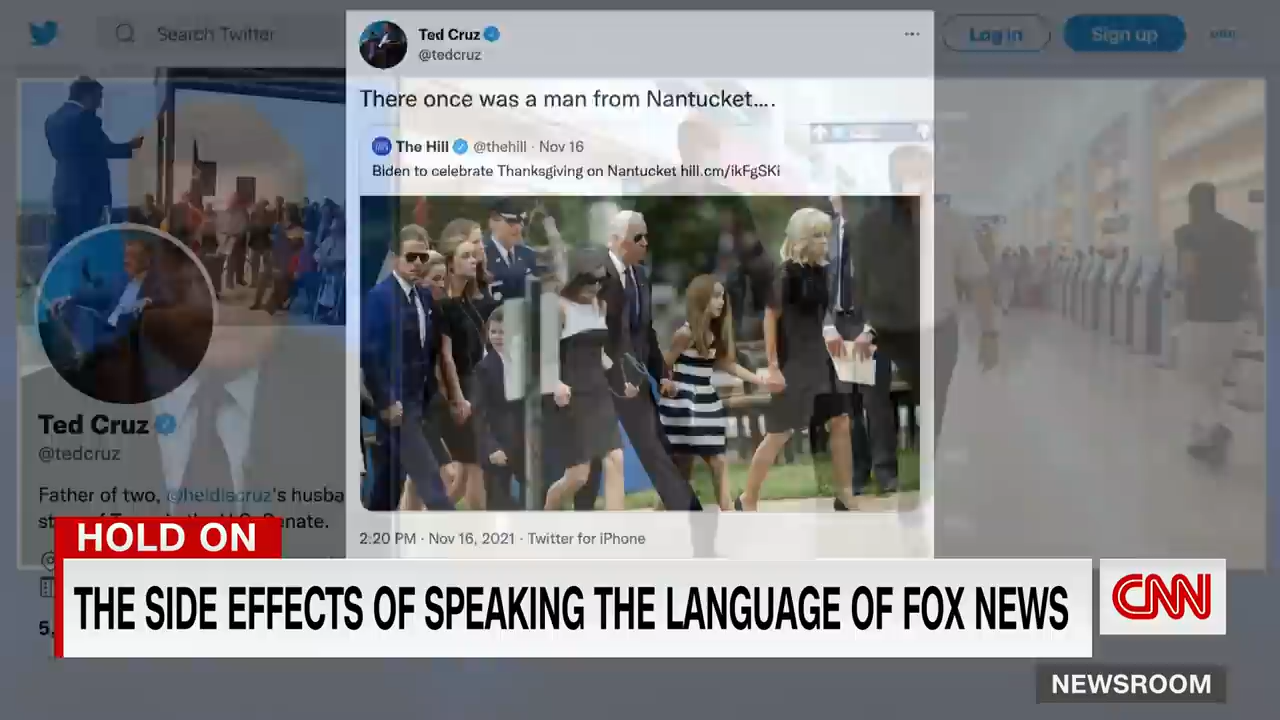 Search Twitter
Log in
Sign up
Ted Cruz
@tedcruz
There once was a man from Nantucket....
The Hill @thehill · Nov 16
Biden to celebrate Thanksgiving on Nantucket hill.cm/ikFgSKi
2:20 PM · Nov 16, 2021 · Twitter for iPhone
Ted Cruz
@tedcruz
Father of two, @heidiscruz's husba
Senate.
5,
HOLD ON
THE SIDE EFFECTS OF SPEAKING THE LANGUAGE OF FOX NEWS
CNN
NEWSROOM